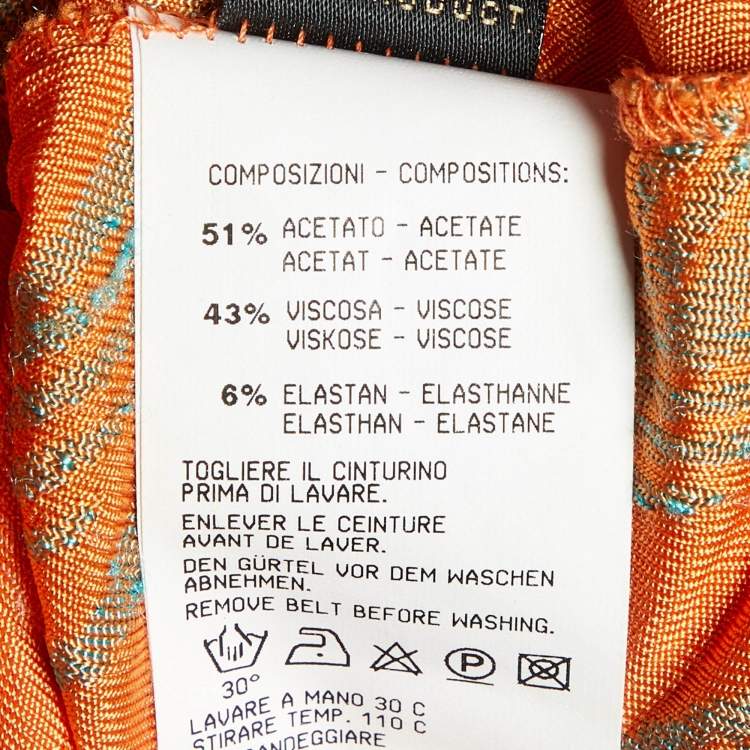 PRODUCT.
COMPOSIZIONI - COMPOSITIONS:
51% ACETATO - ACETATE
ACETAT - ACETATE
43% VISCOSA - VISCOSE
VISKOSE - VISCOSE
6% ELASTAN - ELASTHANNE
ELASTHAN - ELASTANE
TOGLIERE IL CINTURINO
PRIMA DI LAVARE.
ENLEVER LE CEINTURE
AVANT DE LAVER.
DEN GÜRTEL VOR DEM WASCHEN
ABNEHMEN.
REMOVE BELT BEFORE WASHING.
P
30°
LAVARE A MANO 30 C
STIRARE TEMP. 110 C